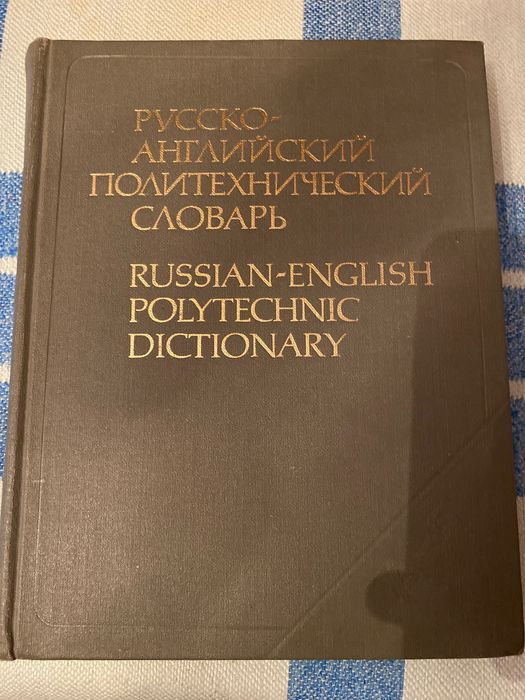 РУССКО-
АНГЛИЙСКИЙ
ПОЛИТЕХНИЧЕСКИЙ
СЛОВАРЬ
RUSSIAN-ENGLISH
POLYTECHNIC
DICTIONARY